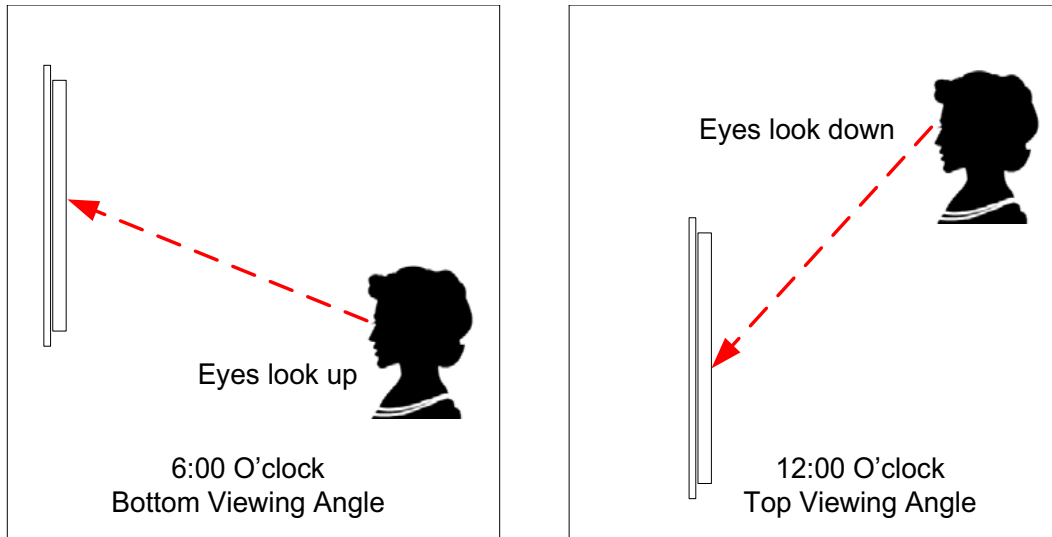 Eyes look up
6:00 O’clock
Bottom Viewing Angle
Eyes look down
12:00 O’clock
Top Viewing Angle